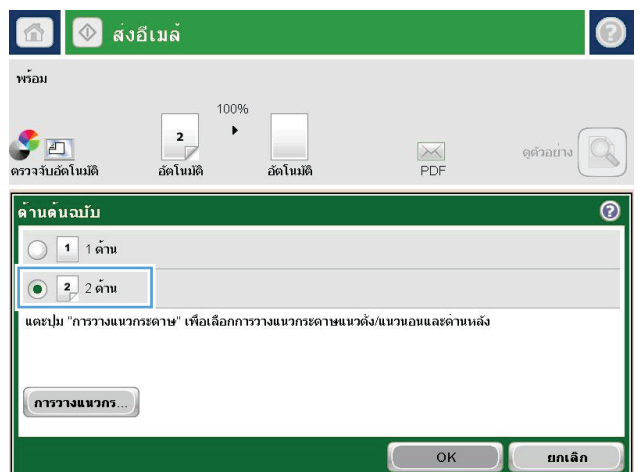 ส่งอีเมล์
?
พร้อม
100%
2
ตรวจจับอัตโนมัติ
อัตโนมัติ
อัตโนมัติ
PDF
ดูตัวอย่าง
ด้านต้นฉบับ
?
1 1 ด้าน
2 2 ด้าน
แตะปุ่ม "การวางแนวกระดาษ" เพื่อเลือกการวางแนวกระดาษแนวตั้ง/แนวนอนและด้านหลัง
การวางแนวกร...
OK
ยกเลิก